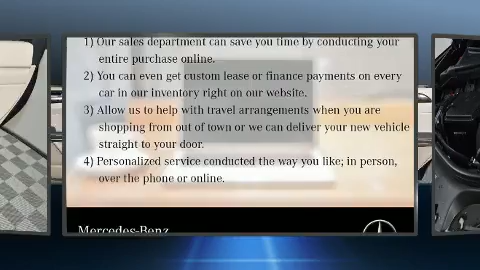 1) Our sales department can save you time by conducting your
entire purchase online.
2) You can even get custom lease or finance payments on every
car in our inventory right on our website.
3) Allow us to help with travel arrangements when you are
shopping from out of town or we can deliver your new vehicle
straight to your door.
4) Personalized service conducted the way you like; in person,
over the phone or online.
Mercedes-Benz